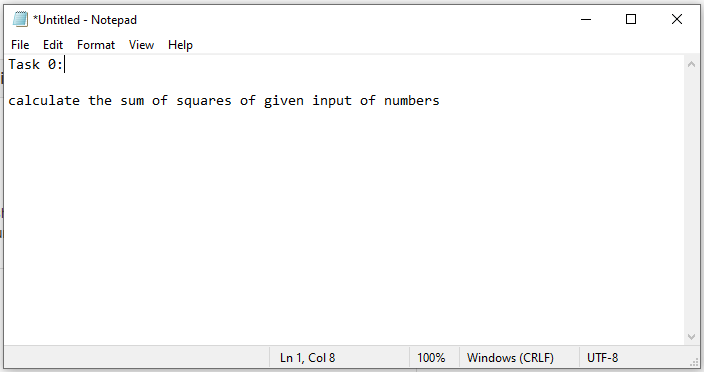 *Untitled - Notepad
File Edit Format View Help
Task 0:
calculate the sum of squares of given input of numbers
Ln 1, Col 8 100% Windows (CRLF) UTF-8